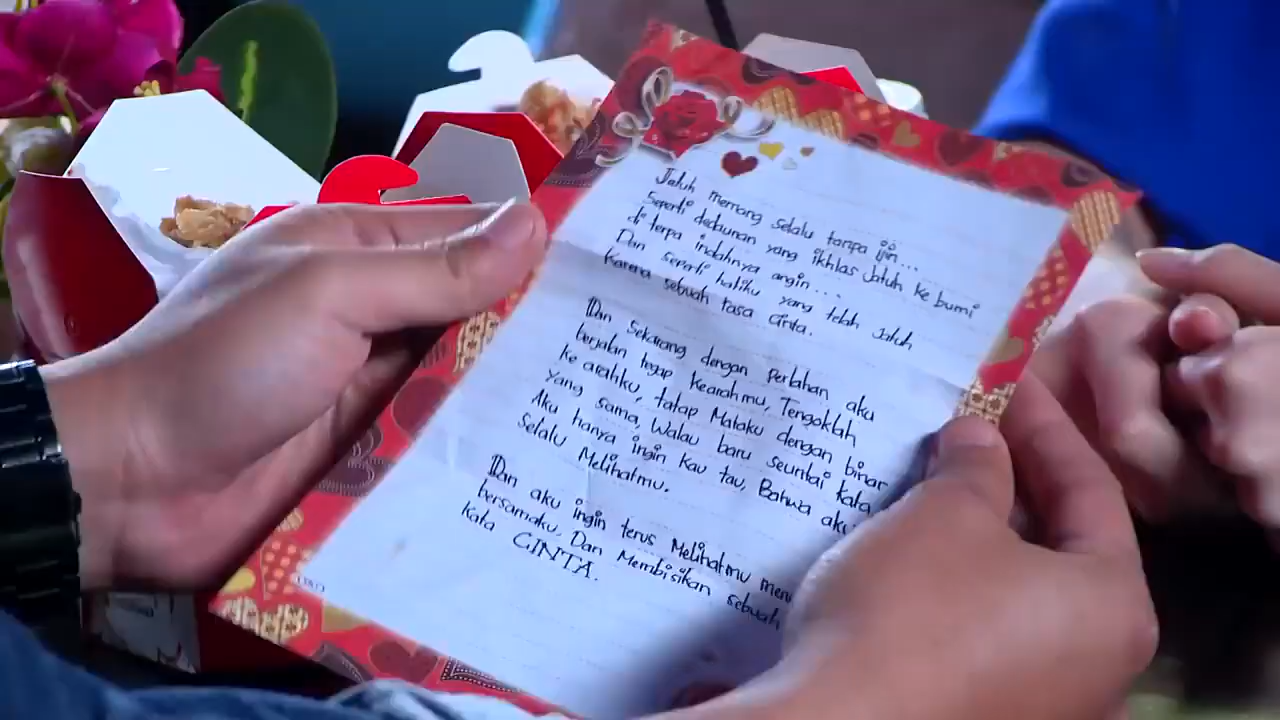 Jatuh memang selalu tanpa ijin...
Seperti debunan yang ikhlas Jatuh ke bumi
di terpa indahnya angin...
Dan seperti hatiku yang telah Jatuh
Karena sebuah rasa cinta.
Dan Sekarang dengan perlahan aku
berjalan tegap kearahmu, Tengoklah
ke arahku, tatap Mataku dengan binar
yang sama, Walau baru seuntai kata
Aku hanya ingin kau tau, Bahwa aku
Selalu Melihatmu.
Dan aku ingin terus Melihatmu
bersamaku, Dan Membisikan sebuah
kata CINTA.